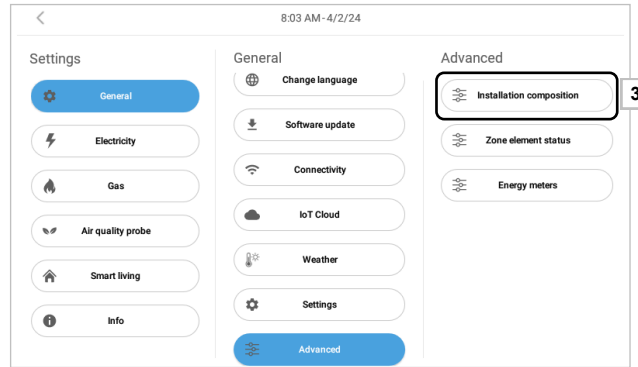 8:03 AM-4/2/24
Settings
General
Electricity
Gas
Air quality probe
Smart living
Info
General
Change language
Software update
Connectivity
IoT Cloud
Weather
Settings
Advanced
Advanced
Installation composition
3
Zone element status
Energy meters